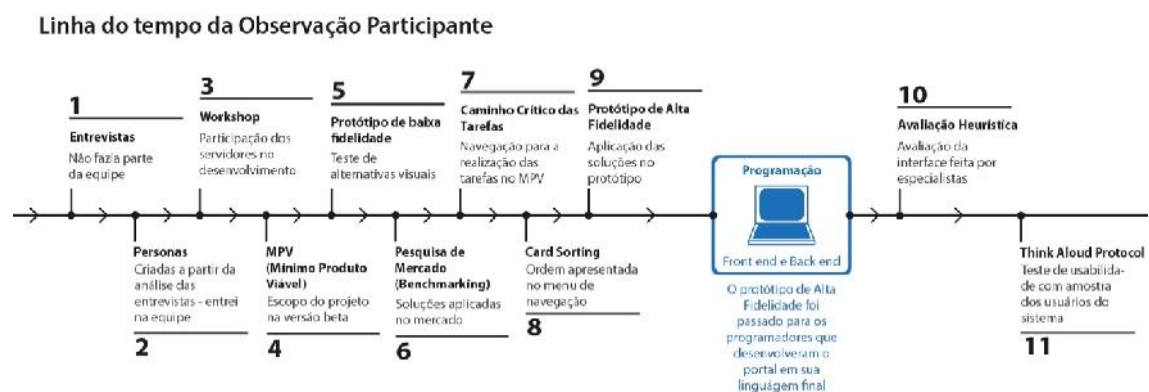 Linha do tempo da Observação Participante
1
Entrevistas
Não fazia parte
da equipe
2
Personas
Criadas a partir da
análise das
entrevistas - entrei
na equipe
3
Workshop
Participação dos
servidores no
desenvolvimento
4
MPV
(Mínimo Produto
Viável)
Escopo do projeto
na versão beta
5
Protótipo de baixa
fidelidade
Teste de
alternativas visuais
6
Pesquisa de
Mercado
(Benchmarking)
Soluções aplicadas
no mercado
7
Caminho Crítico das
Tarefas
Navegação para a
realização das
tarefas no MPV
8
Card Sorting
Ordem apresentada
no menu de
navegação
9
Protótipo de Alta
Fidelidade
Aplicação das
soluções no
protótipo
Programação
Front end e Back end
O protótipo de Alta
Fidelidade foi
passado para os
programadores que
desenvolveram o
portal em sua
linguágem final
10
Avaliação Heurística
Avaliação da
interface feita por
especialistas
11
Think Aloud Protocol
Teste de usabilida-
de com amostra
dos usuários do
sistema